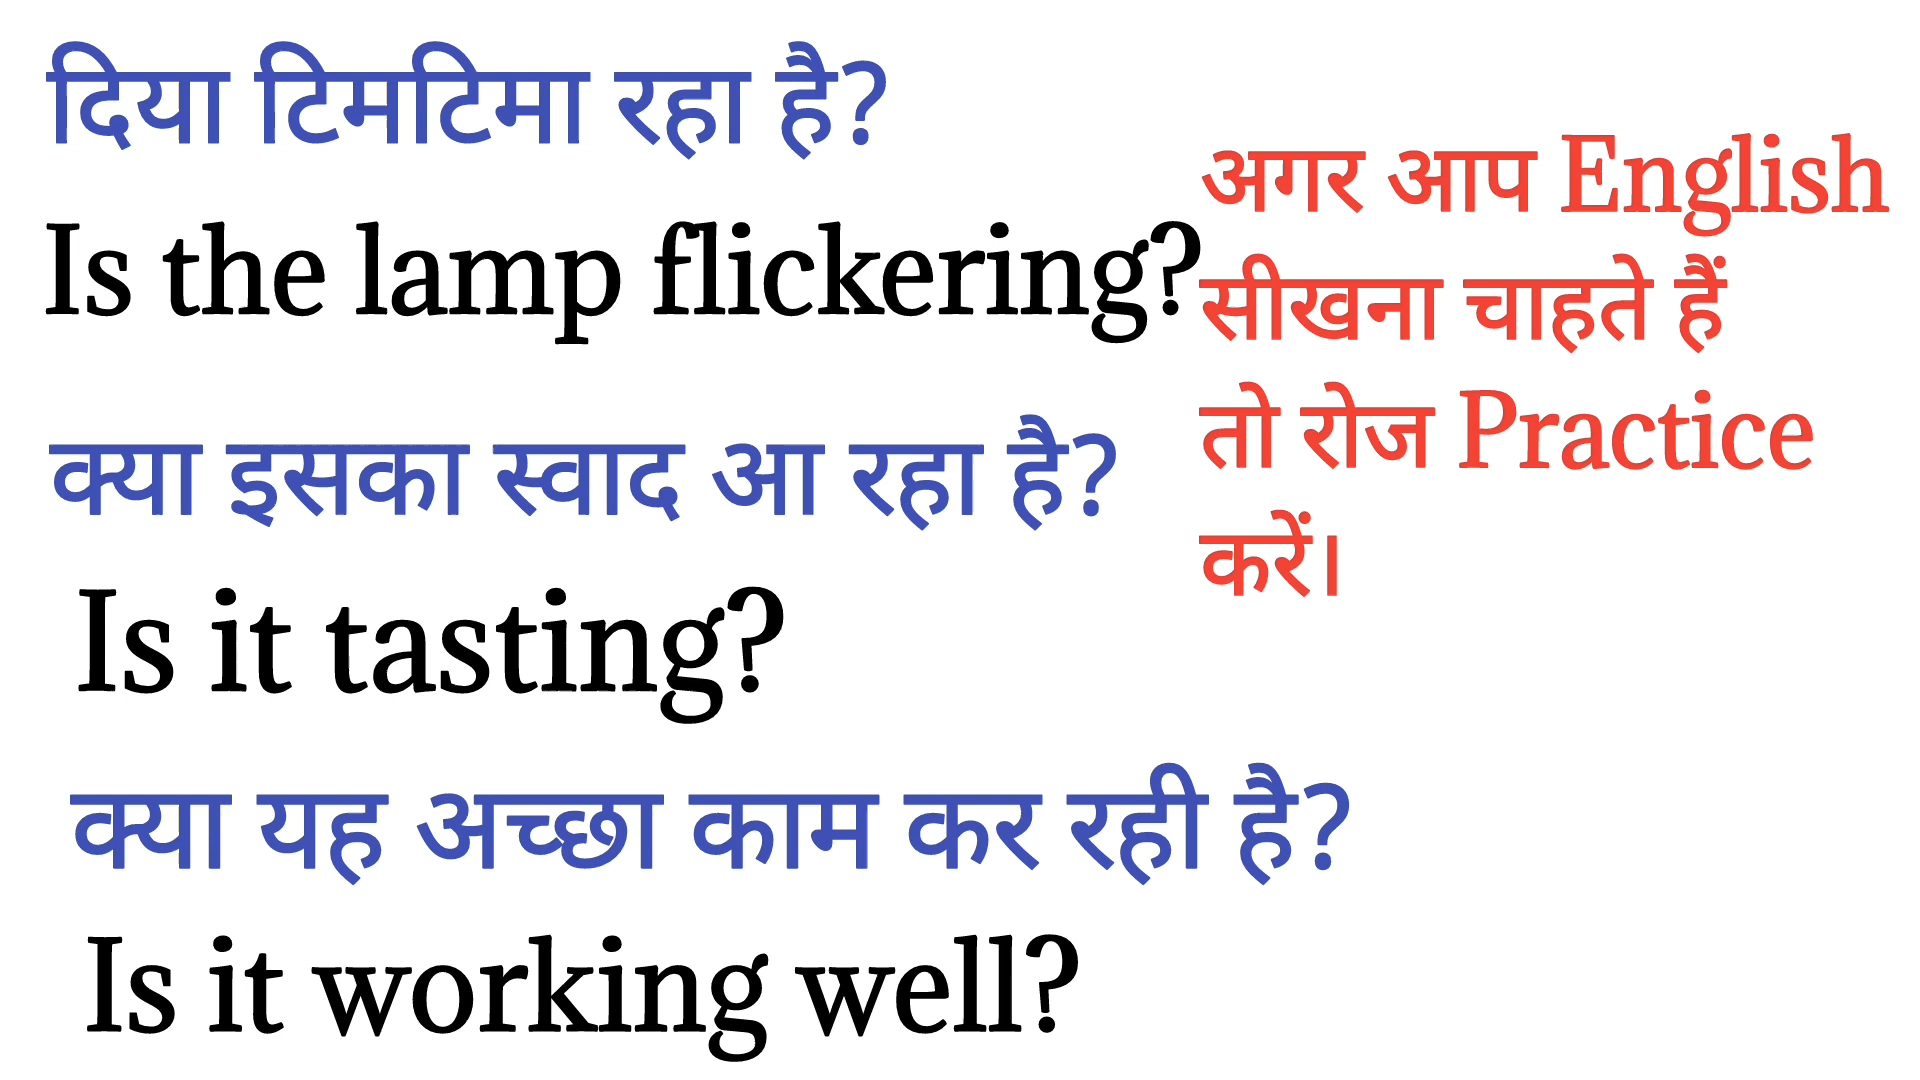 दिया टिमटिमा रहा है?
Is the lamp flickering?
क्या इसका स्वाद आ रहा है?
Is it tasting?
क्या यह अच्छा काम कर रही है?
Is it working well?
अगर आप English
सीखना चाहते हैं
तो रोज Practice
करें।